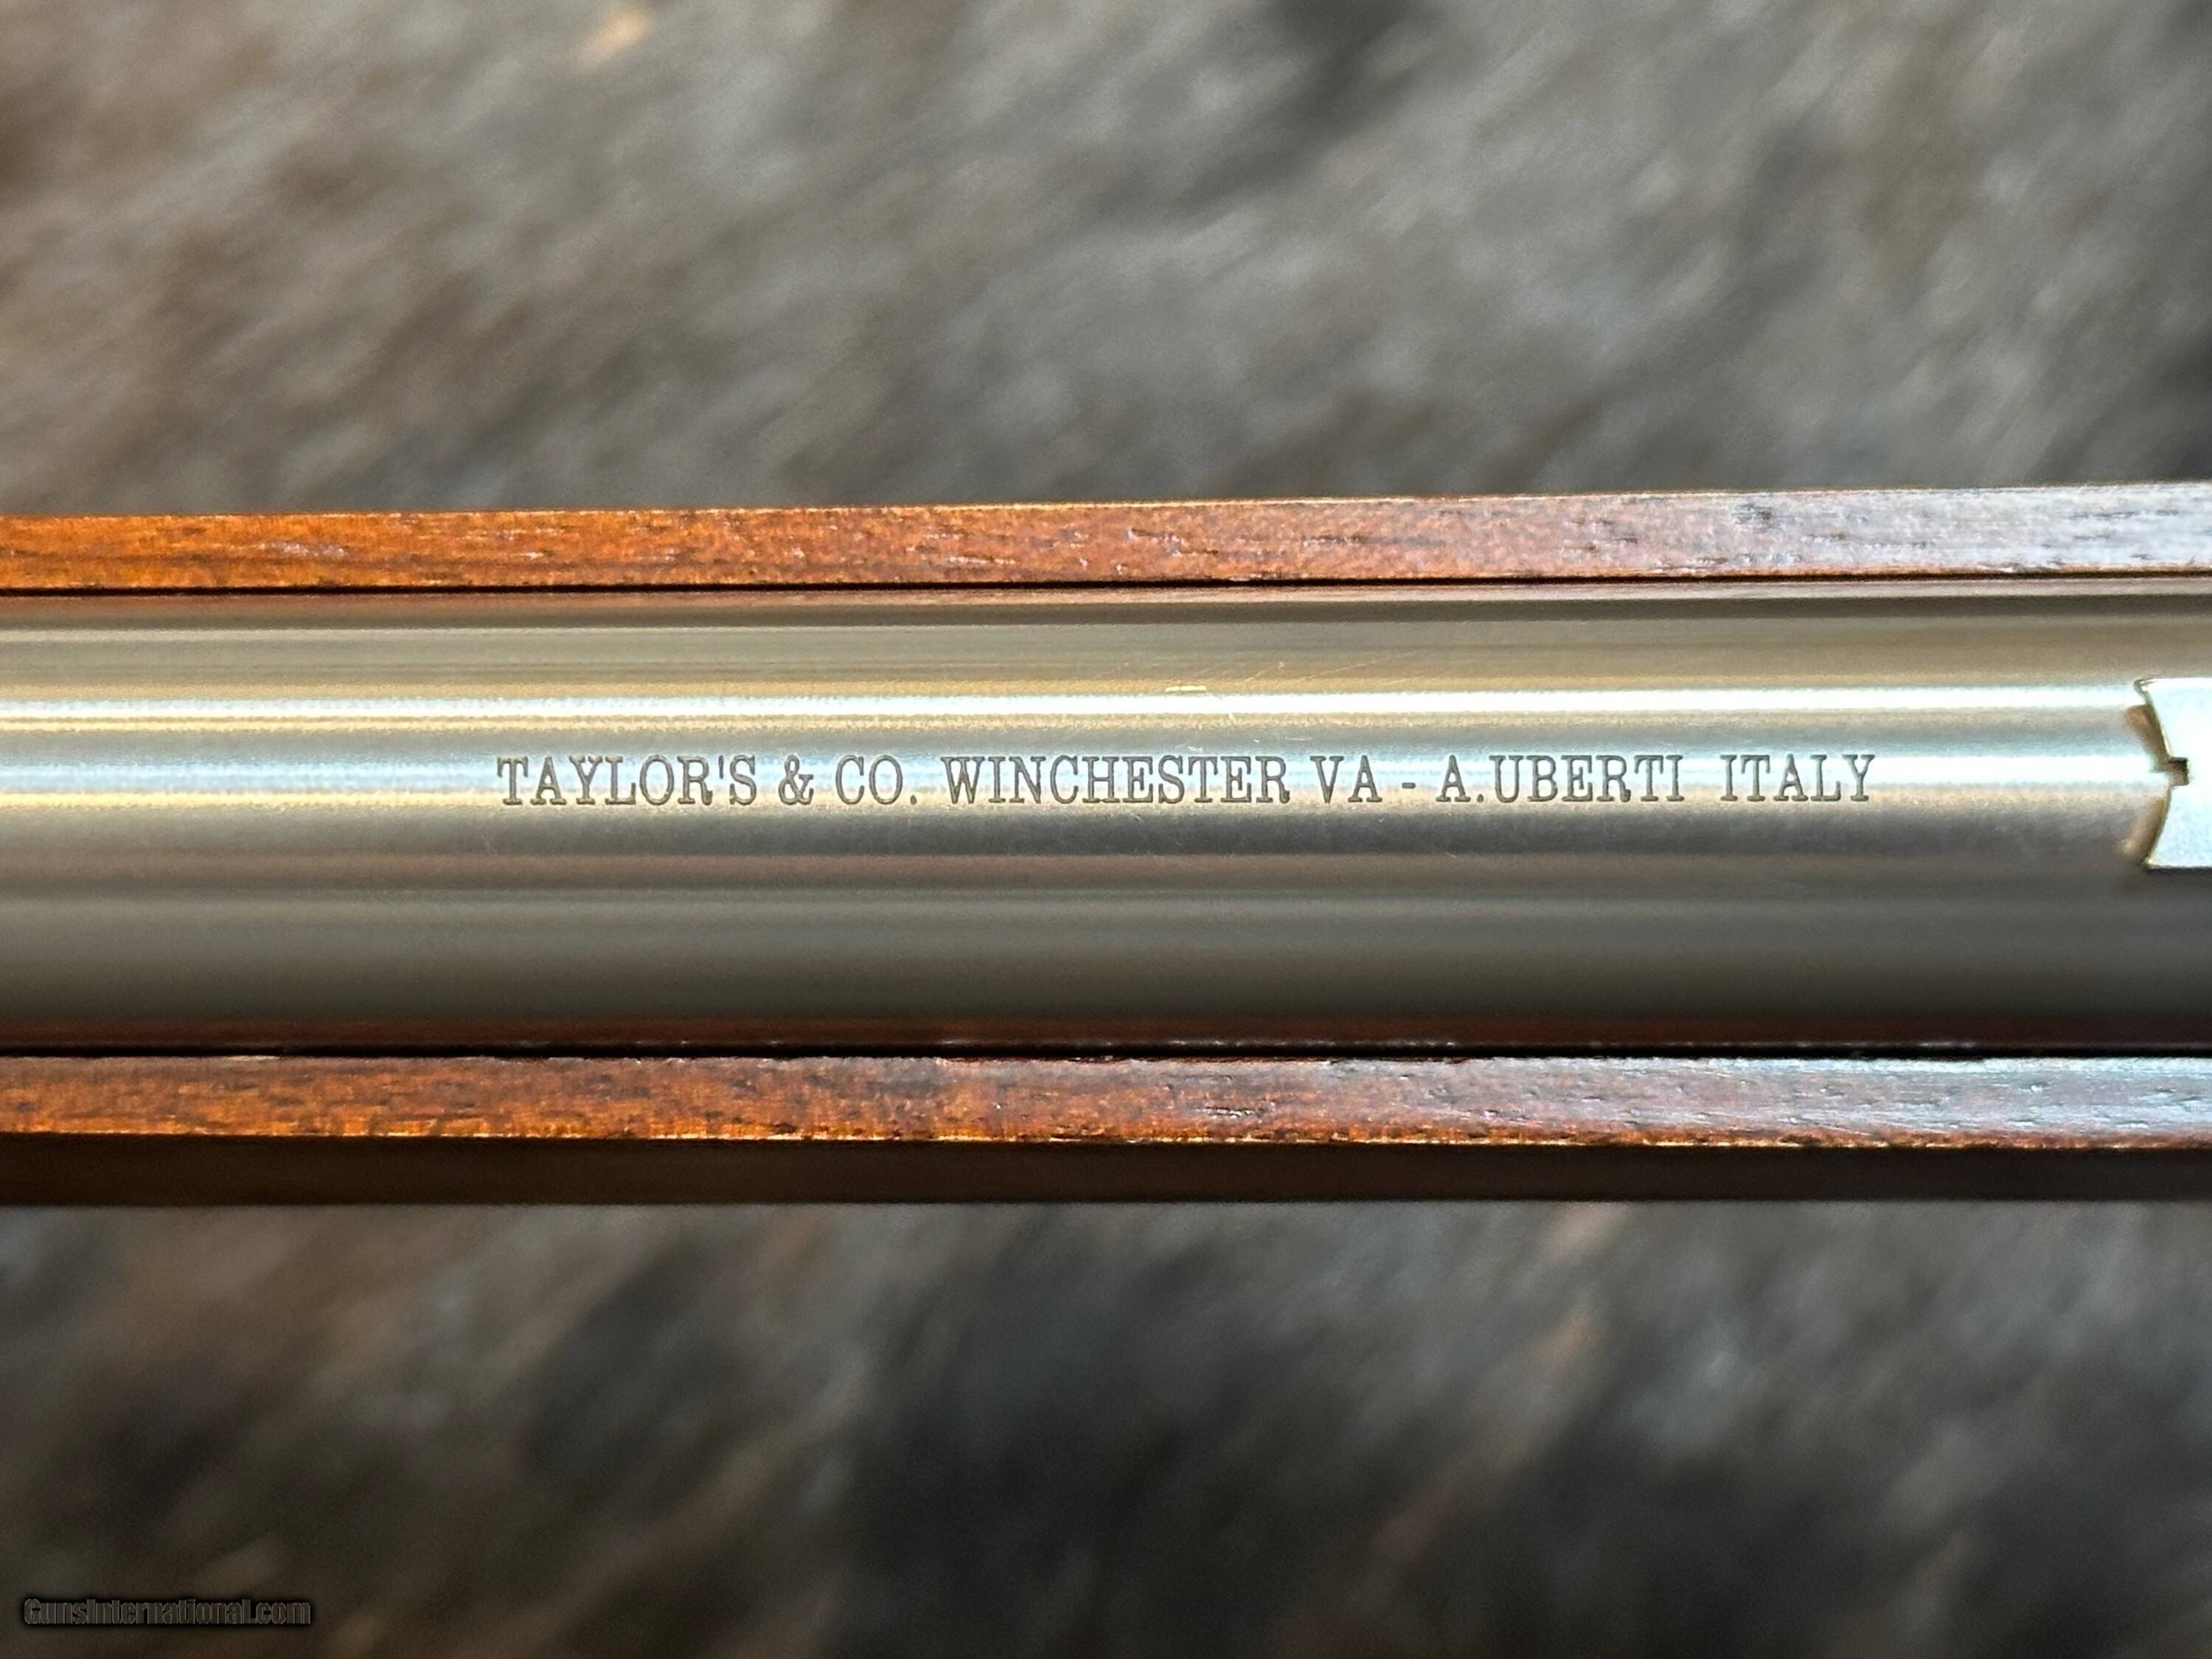 TAYLOR'S & CO. WINCHESTER VA - A.UBERTI ITALY
GunsInternational.com